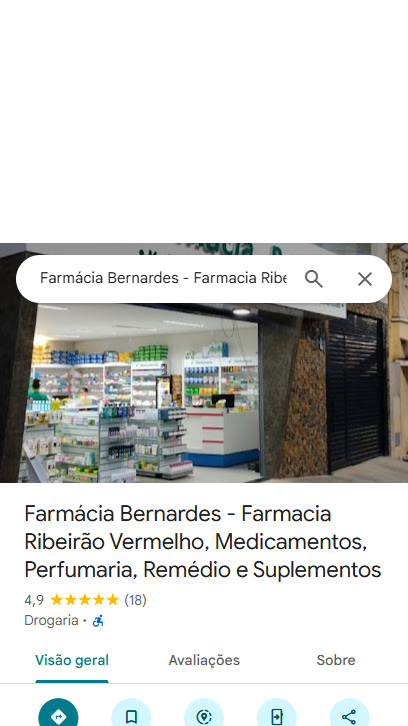 Farmácia Bernardes - Farmacia Ribe
Farmácia Bernardes - Farmacia
Ribeirão Vermelho, Medicamentos,
Perfumaria, Remédio e Suplementos
4,9 ★★★★★ (18)
Drogaria ·
Visão geral Avaliações Sobre